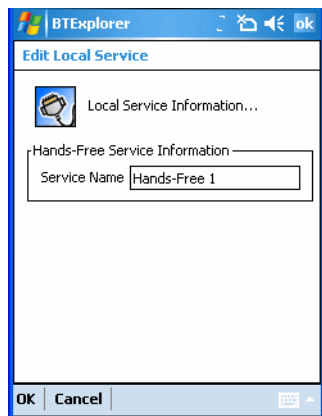 BTExplorer ok
Edit Local Service
Local Service Information...
Hands-Free Service Information
Service Name Hands-Free 1
OK Cancel